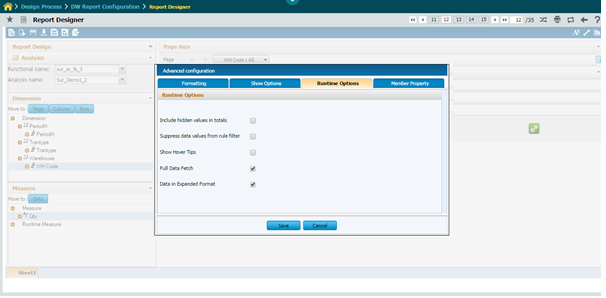 Design Process > DW Report Configuration > Report Designer
Report Designer
11 12 13 14 15 12 /35
Report Design
Page Axis
Analysis
Page
WH Code / All
Functional name:
Analysis name: Sur_Demo1_2
Dimension
Move to: Page Column Row
Dimension
PeriodH
PeriodH
Trantype
Trantype
Warehouse
WH Code
Measure
Move to: Data
Measure
Qty
Runtime Measure
Sheet1
Advanced configuration
Formatting Show Options Runtime Options Member Property
Runtime Options
Include hidden values in totals
Suppress data values from rule filter
Show Hover Tips
Full Data Fetch
Data in Expanded Format
Save Cancel